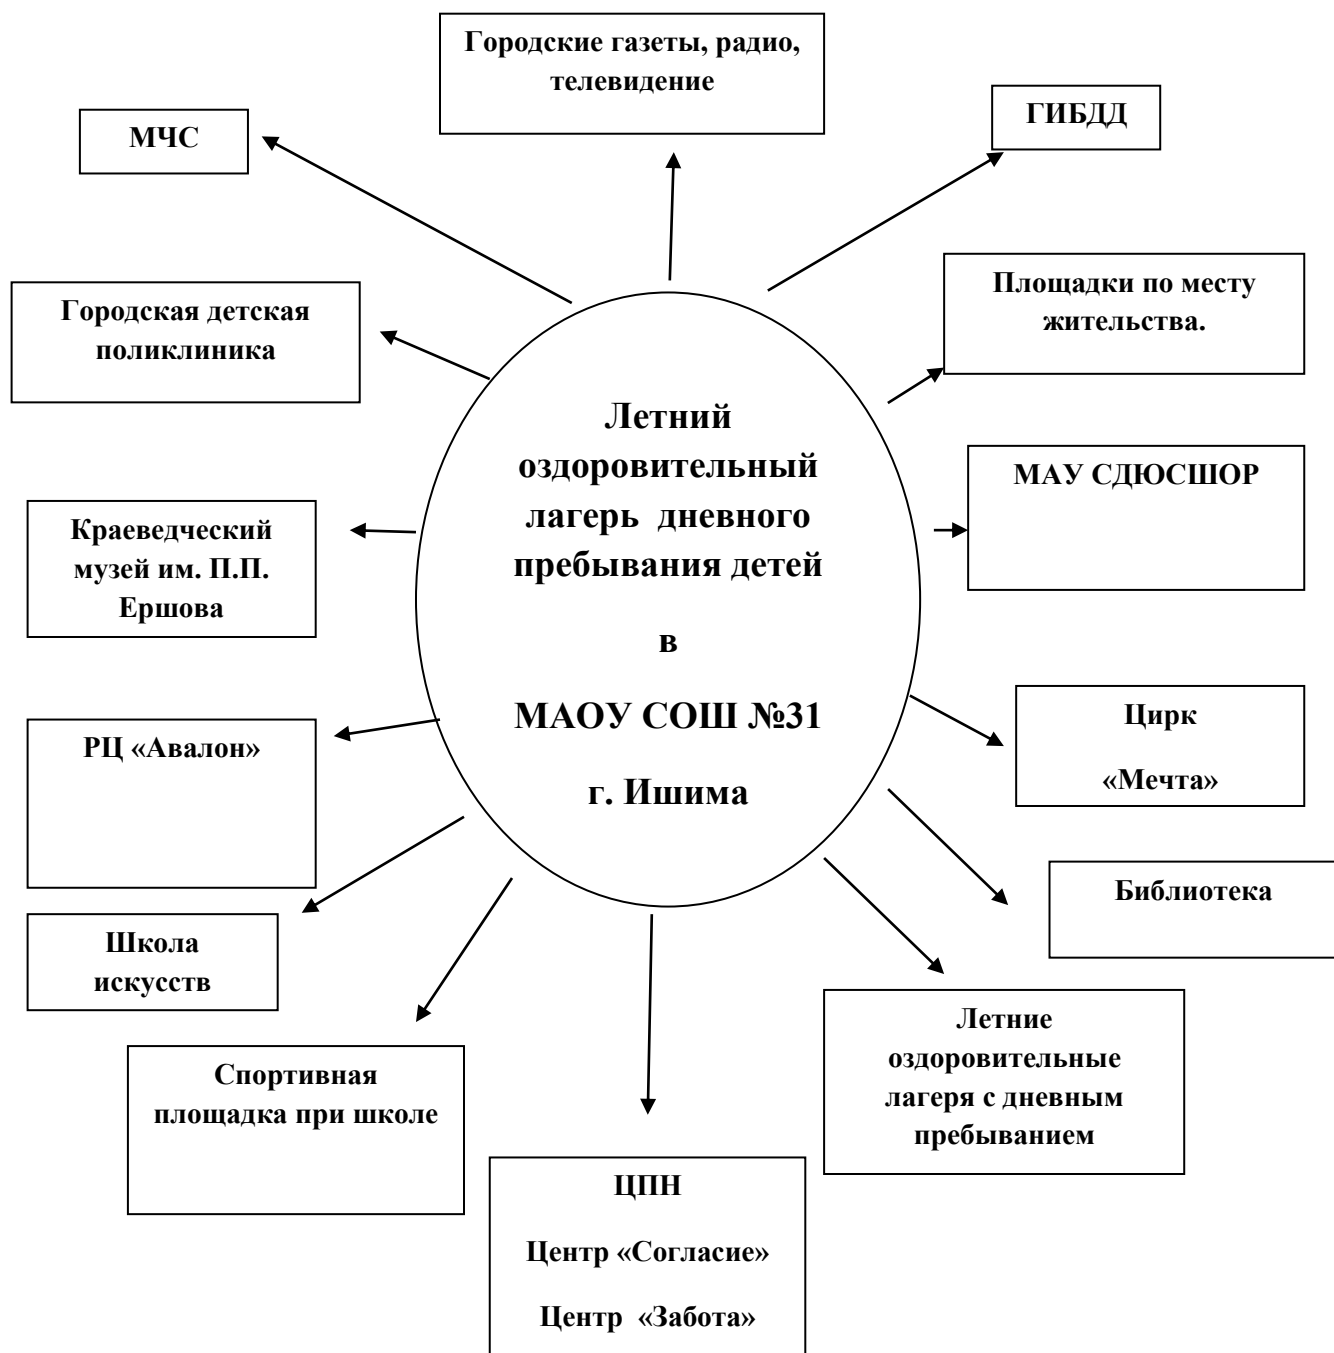 Городские газеты, радио,
телевидение
МЧС
ГИБДД
Городская детская
поликлиника
Площадки по месту
жительства.
Летний
оздоровительный
лагерь дневного
пребывания детей
в
МАОУ СОШ №31
г. Ишима
Краеведческий
музей им. П.П.
Ершова
МАУ СДЮСШОР
РЦ «Авалон»
Цирк
«Мечта»
Школа
искусств
Библиотека
Спортивная
площадка при школе
Летние
оздоровительные
лагеря с дневным
пребыванием
ЦПН
Центр «Согласие»
Центр «Забота»